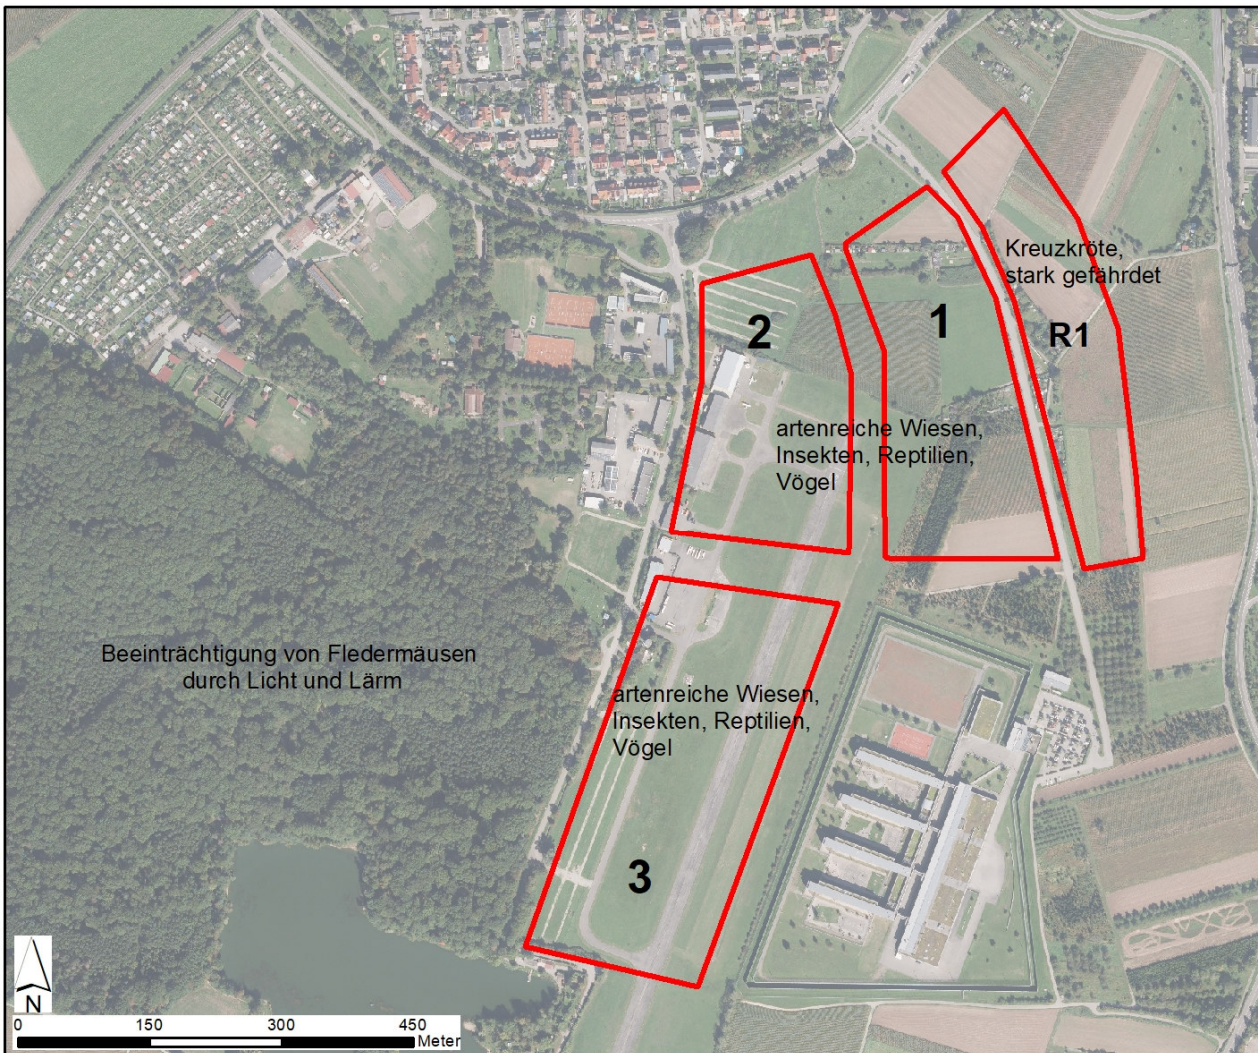 Kreuzkröte,
stark gefährdet
1
R1
2
artenreiche Wiesen,
Insekten, Reptilien,
Vögel
Beeinträchtigung von Fledermäusen
durch Licht und Lärm
artenreiche Wiesen,
Insekten, Reptilien,
Vögel
3
N
0 150 300 450
Meter